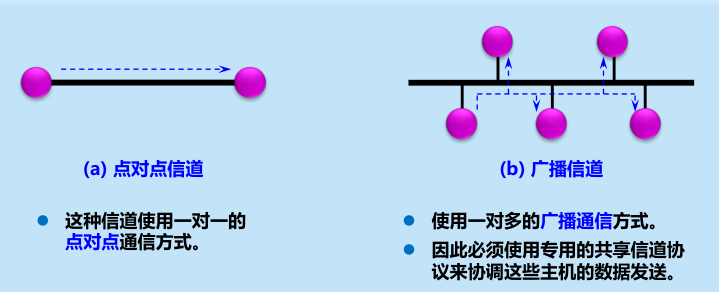 (a) 点对点信道
(b) 广播信道
这种信道使用一对一的
点对点通信方式。
使用一对多的广播通信方式。
因此必须使用专用的共享信道协
议来协调这些主机的数据发送。